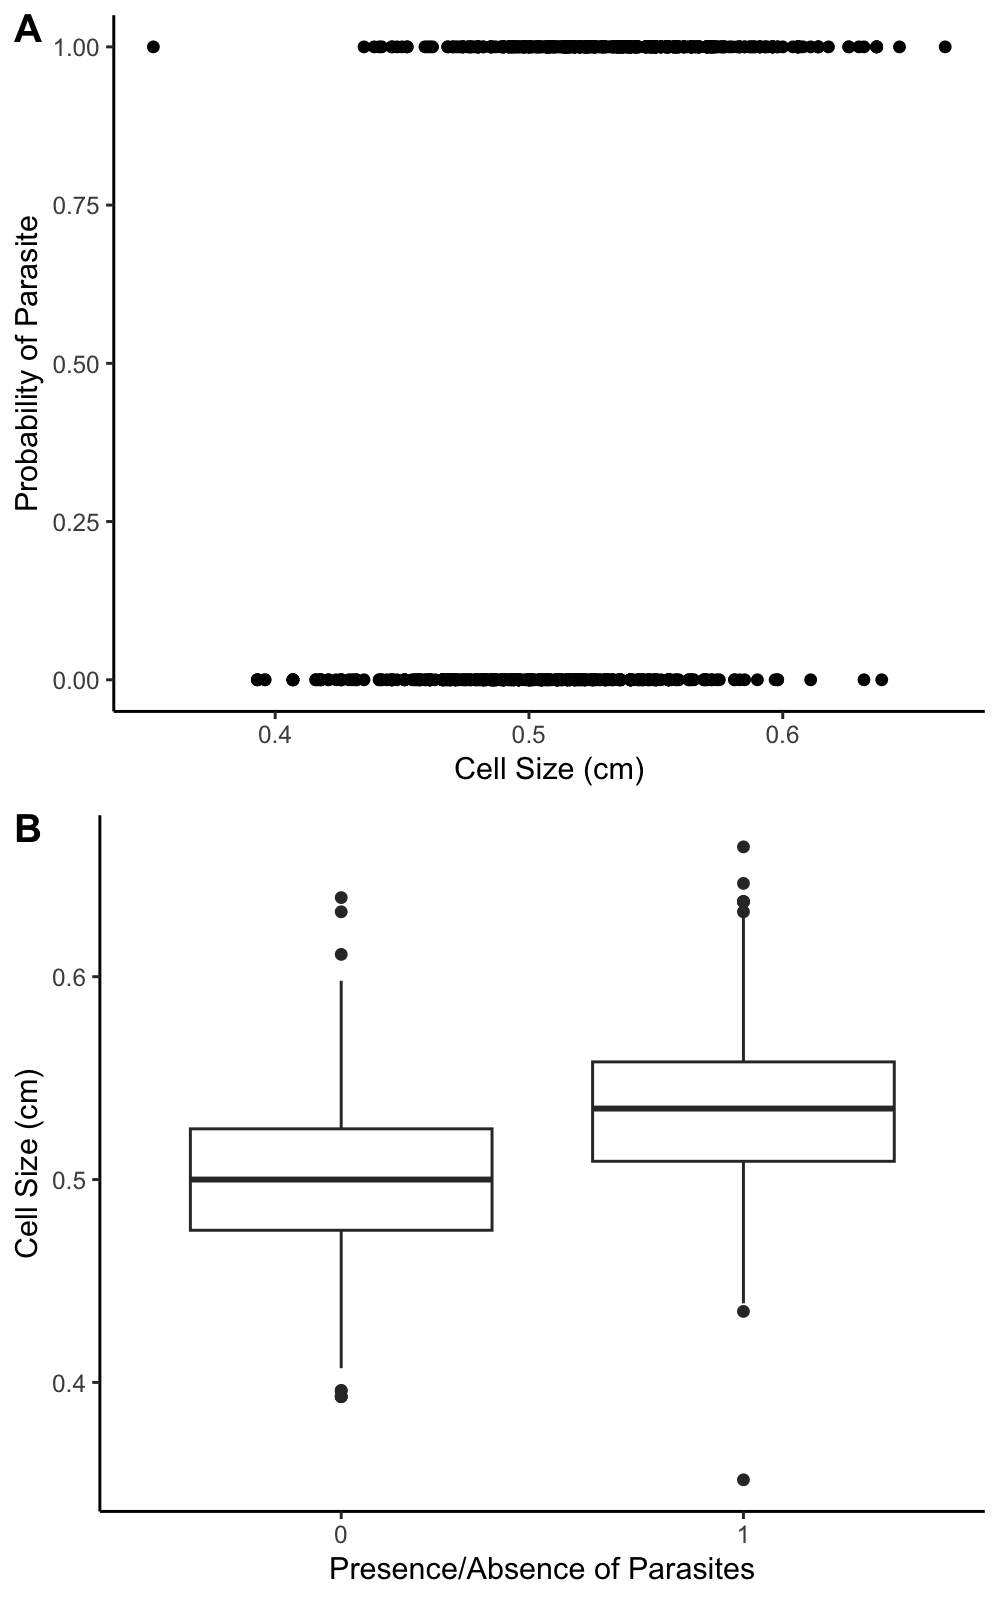 A
1.00
0.75
0.50
0.25
0.00
Probability of Parasite
0.4 0.5 0.6
Cell Size (cm)
B
0.6
0.5
0.4
Cell Size (cm)
0 1
Presence/Absence of Parasites